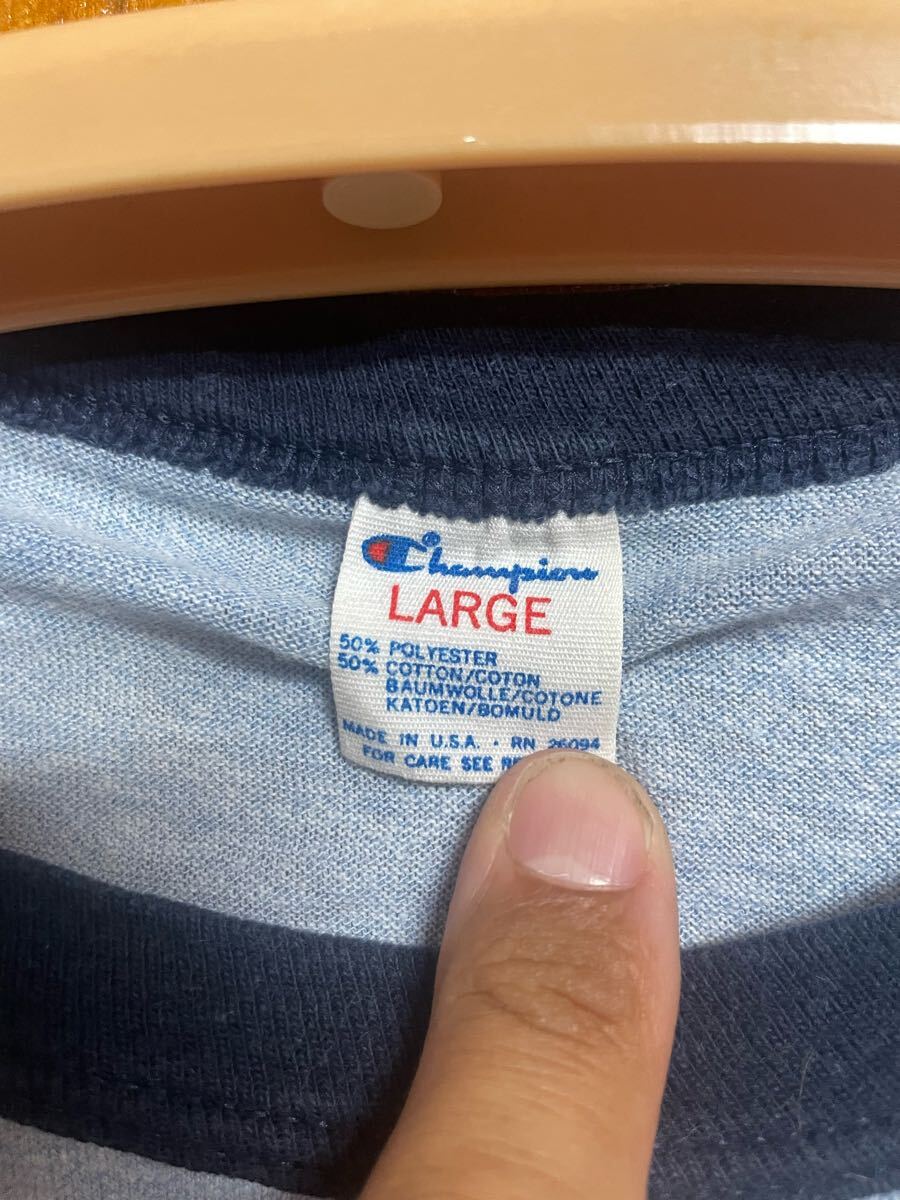 Champion
LARGE
50% POLYESTER
50% COTTON/COTON
BAUMWOLLE/COTONE
KATOEN/BOMULD
MADE IN U.S.A. · RN 26094
FOR CARE SEE